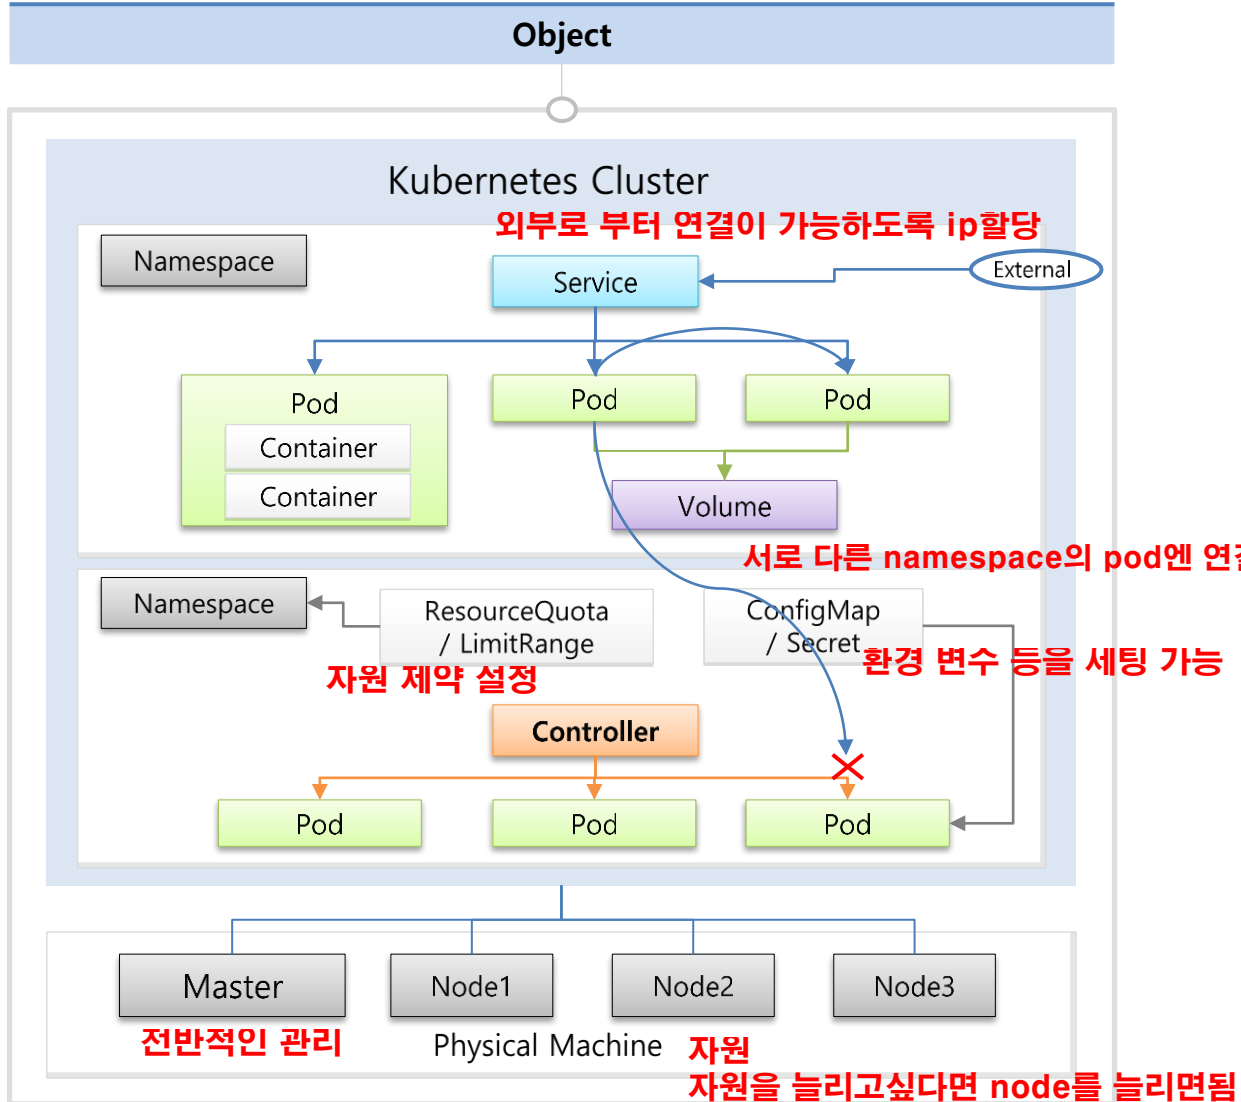 Object
Kubernetes Cluster
외부로 부터 연결이 가능하도록 ip할당
Namespace
Service
External
Pod
Container
Container
Pod
Pod
Volume
서로 다른 namespace의 pod엔
Namespace
ResourceQuota
/ LimitRange
ConfigMap
/ Secret
자원 제약 설정
환경 변수 등을 세팅 가능
Controller
Pod
Pod
Pod
Master
Node1
Node2
Node3
전반적인 관리
Physical Machine
자원
자원을 늘리고싶다면 node를 늘리면됨